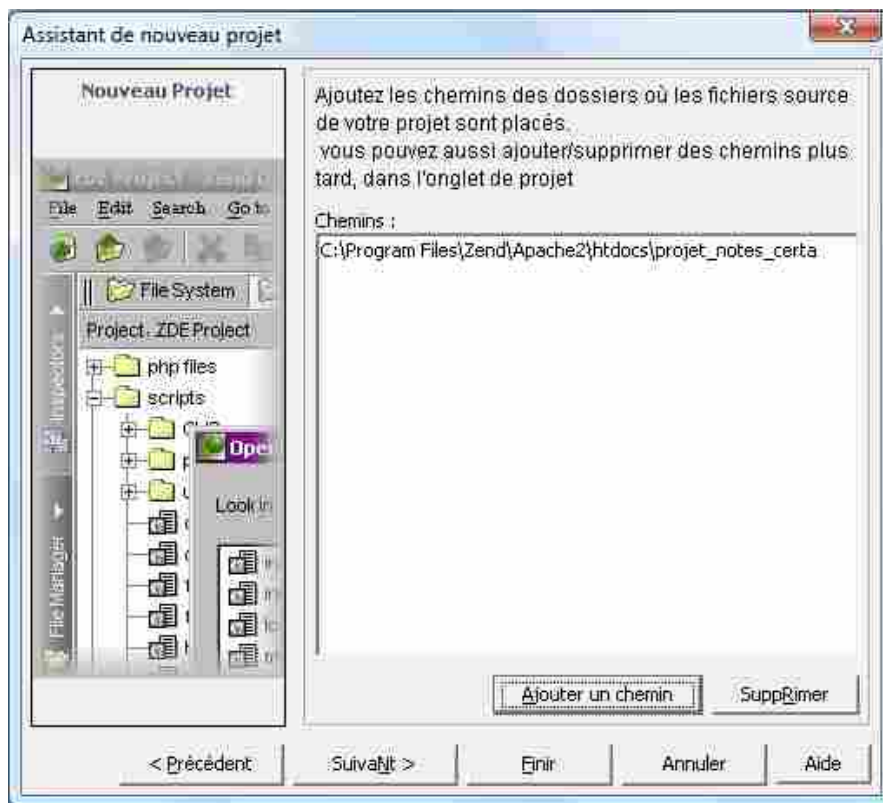 Assistant de nouveau projet
Nouveau Projet
File Edit Search Go to
File System
Project - ZDE Project
php files
scripts
Inspectors
File Manager
Look in
Ajoutez les chemins des dossiers où les fichiers source
de votre projet sont placés.
vous pouvez aussi ajouter/supprimer des chemins plus
tard, dans l'onglet de projet
Chemins :
C:\Program Files\Zend\Apache2\htdocs\projet_notes_certa
Ajouter un chemin SuppRimer
< Précédent SuivaNt > Finir Annuler Aide